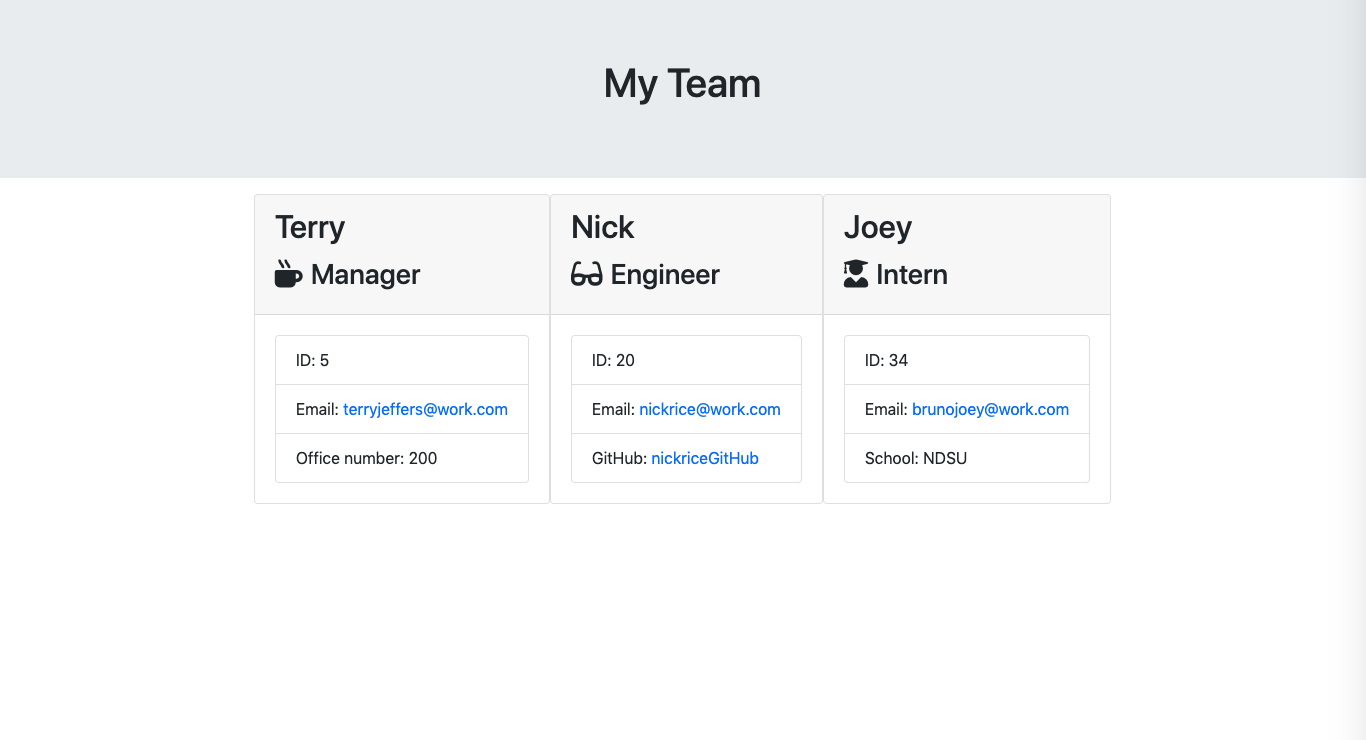 My Team
Terry
Manager
ID: 5
Email: terryjeffers@work.com
Office number: 200
Nick
Engineer
ID: 20
Email: nickrice@work.com
GitHub: nickriceGitHub
Joey
Intern
ID: 34
Email: brunojoey@work.com
School: NDSU